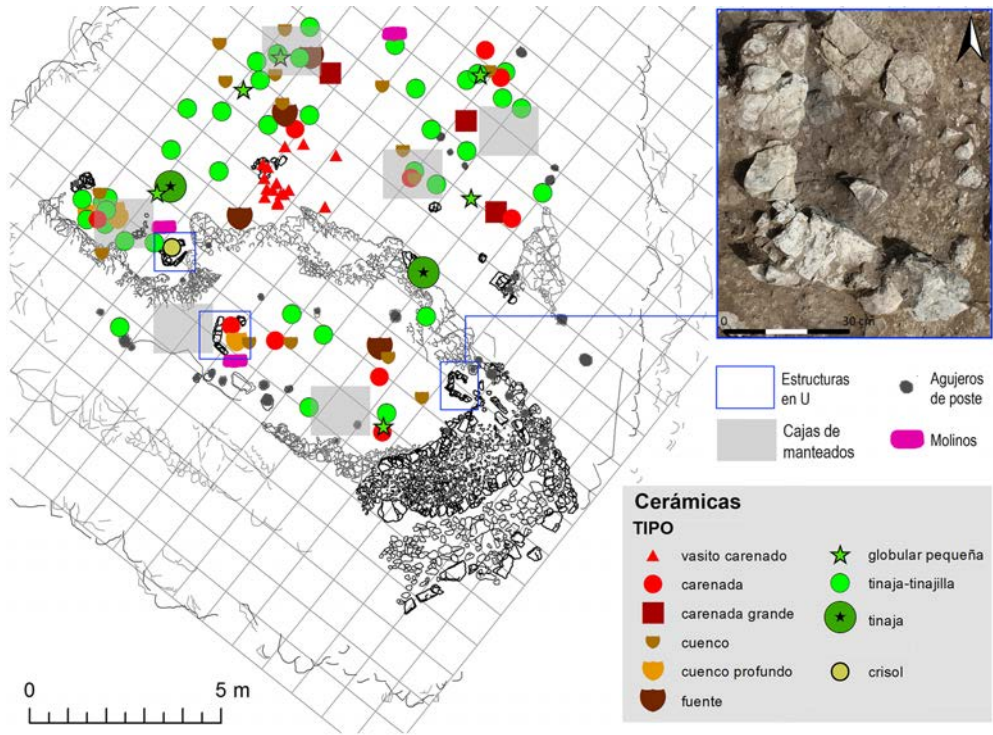 0 30 cm
Estructuras
en U
Agujeros
de poste
Cajas de
manteados
Molinos
Cerámicas
TIPO
vasito carenado
carenada
carenada grande
cuenco
cuenco profundo
fuente
globular pequeña
tinaja-tinajilla
tinaja
crisol
0 5 m